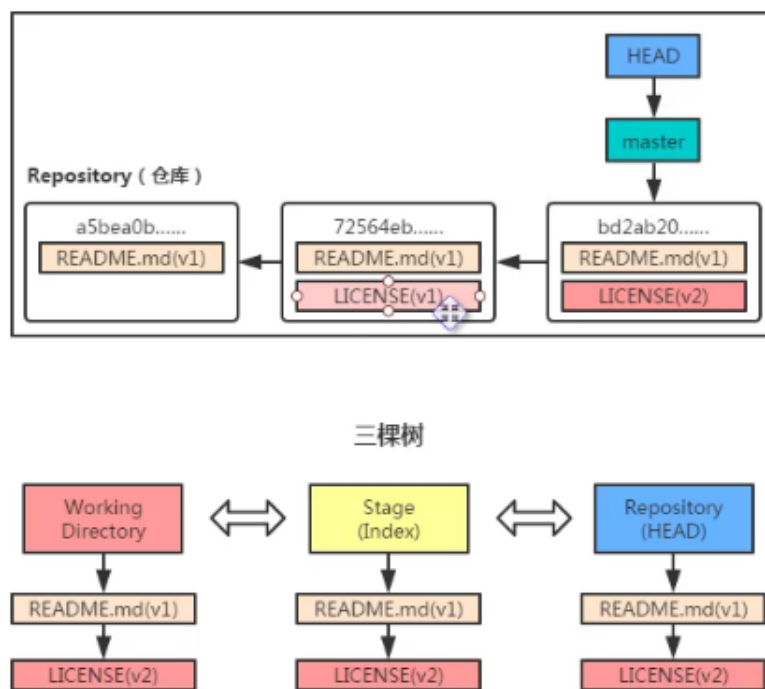 HEAD
master
Repository（仓库）
a5bea0b......
72564eb......
bd2ab20......
README.md(v1)
README.md(v1)
README.md(v1)
LICENSE(v1)
LICENSE(v2)
三棵树
Working
Directory
Stage
(Index)
Repository
(HEAD)
README.md(v1)
README.md(v1)
README.md(v1)
LICENSE(v2)
LICENSE(v2)
LICENSE(v2)